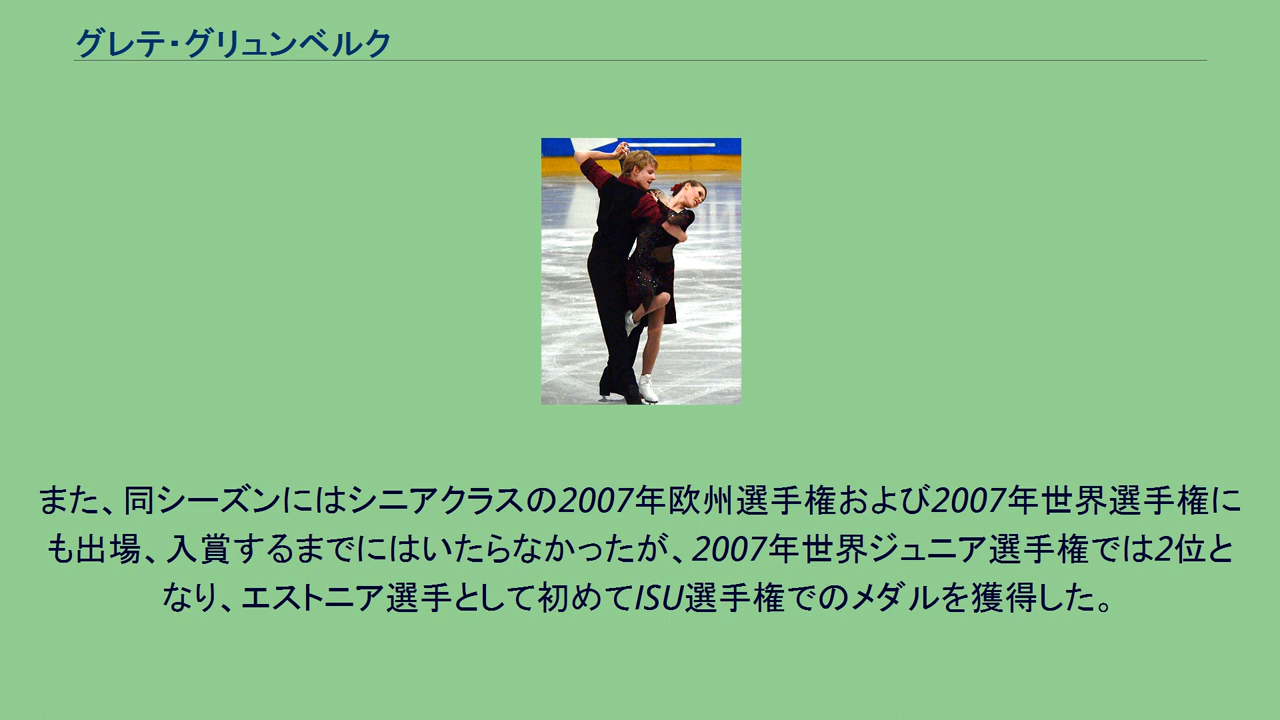 グレテ・グリュンベルク
また、同シーズンにはシニアクラスの2007年欧州選手権および2007年世界選手権に
も出場、入賞するまでにはいたらなかったが、2007年世界ジュニア選手権では2位と
なり、エストニア選手として初めてISU選手権でのメダルを獲得した。